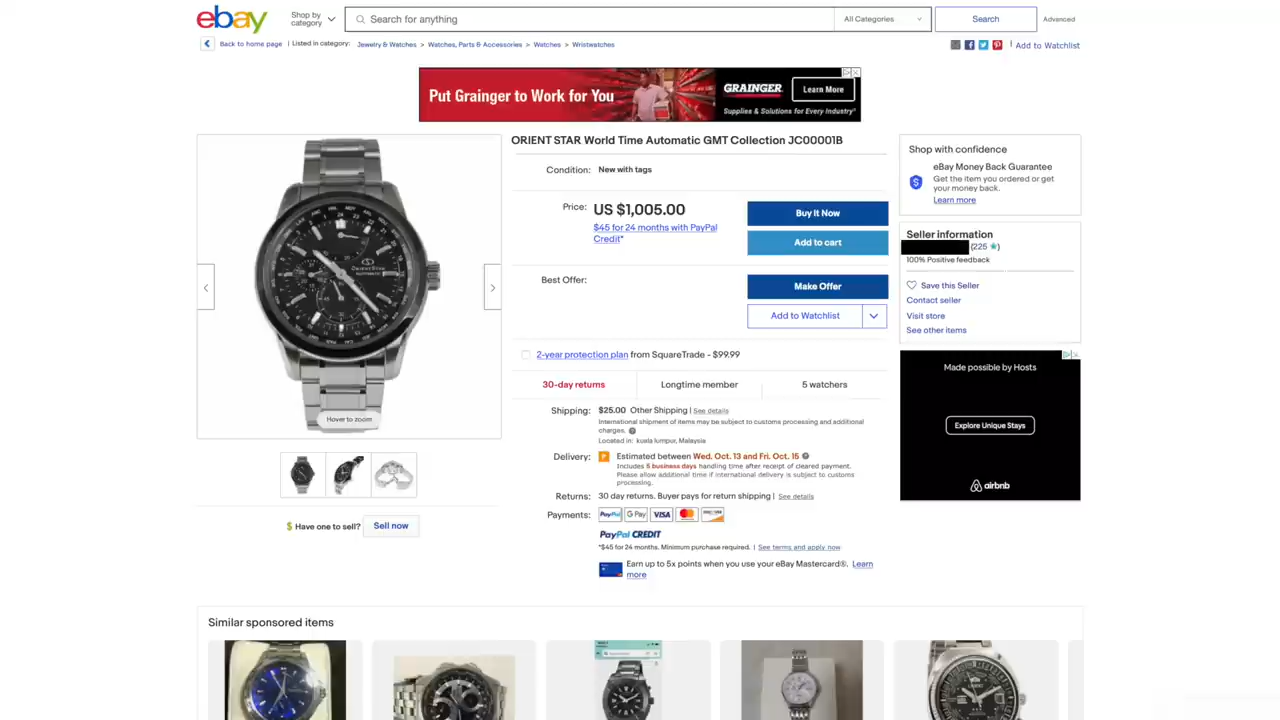 ebay
Shop by category
Search for anything
All Categories
Search
Advanced
Back to home page | Listed in category: Jewelry & Watches > Watches, Parts & Accessories > Watches > Wristwatches
| Add to Watchlist
Put Grainger to Work for You
GRAINGER
Learn More
Supplies & Solutions for Every Industry
ORIENT STAR World Time Automatic GMT Collection JC00001B
Condition: New with tags
Price: US $1,005.00
$45 for 24 months with PayPal
Credit*
Buy It Now
Add to cart
Best Offer:
Make Offer
Add to Watchlist
2-year protection plan from SquareTrade - $99.99
30-day returns
Longtime member
5 watchers
Shipping: $25.00 Other Shipping | See details
International shipment of items may be subject to customs processing and additional
charges.
Located in: kuala lumpur, Malaysia
Delivery: Estimated between Wed. Oct. 13 and Fri. Oct. 15
Includes 5 business days handling time after receipt of cleared payment.
Please allow additional time if international delivery is subject to customs
processing.
Returns: 30 day returns. Buyer pays for return shipping | See details
Payments: PayPal G Pay VISA
PayPal CREDIT
*$45 for 24 months. Minimum purchase required. | See terms and apply now
Earn up to 5x points when you use your eBay Mastercard®. Learn
more
Hover to zoom
Have one to sell? Sell now
Shop with confidence
eBay Money Back Guarantee
Get the item you ordered or get
your money back.
Learn more
Seller information
(225)
100% Positive feedback
Save this Seller
Contact seller
Visit store
See other items
Made possible by Hosts
Explore Unique Stays
airbnb
Similar sponsored items